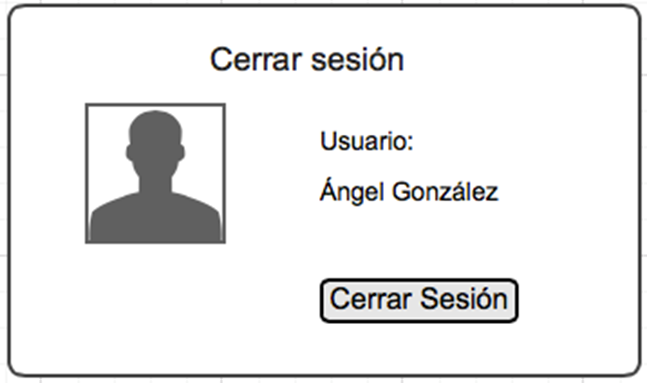 Cerrar sesión
Usuario:
Ángel González
Cerrar Sesión